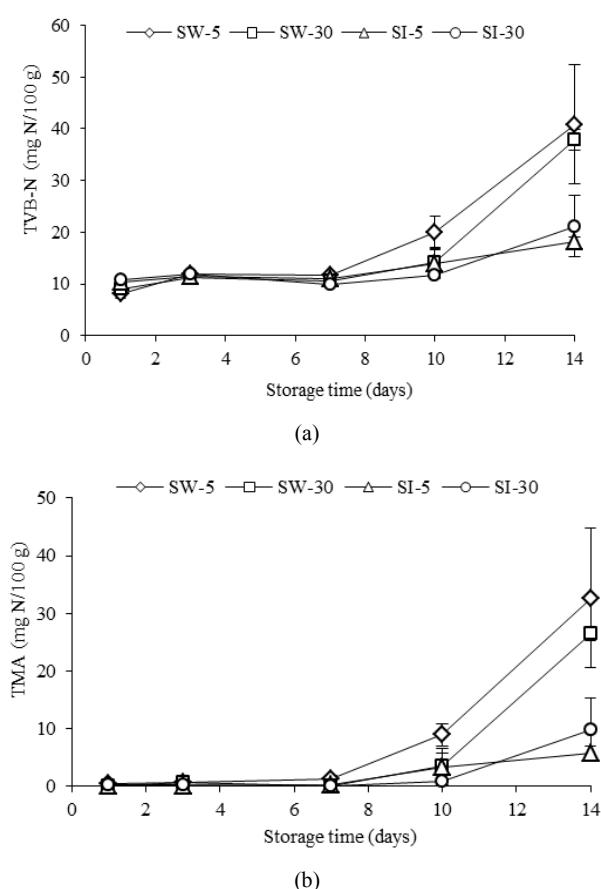 SW-5 SW-30 SI-5 SI-30
60
50
40
30
20
10
0
TVB-N (mg N/100 g)
0 2 4 6 8 10 12 14
Storage time (days)
(a)
SW-5 SW-30 SI-5 SI-30
50
40
30
20
10
0
TMA (mg N/100 g)
0 2 4 6 8 10 12 14
Storage time (days)
(b)